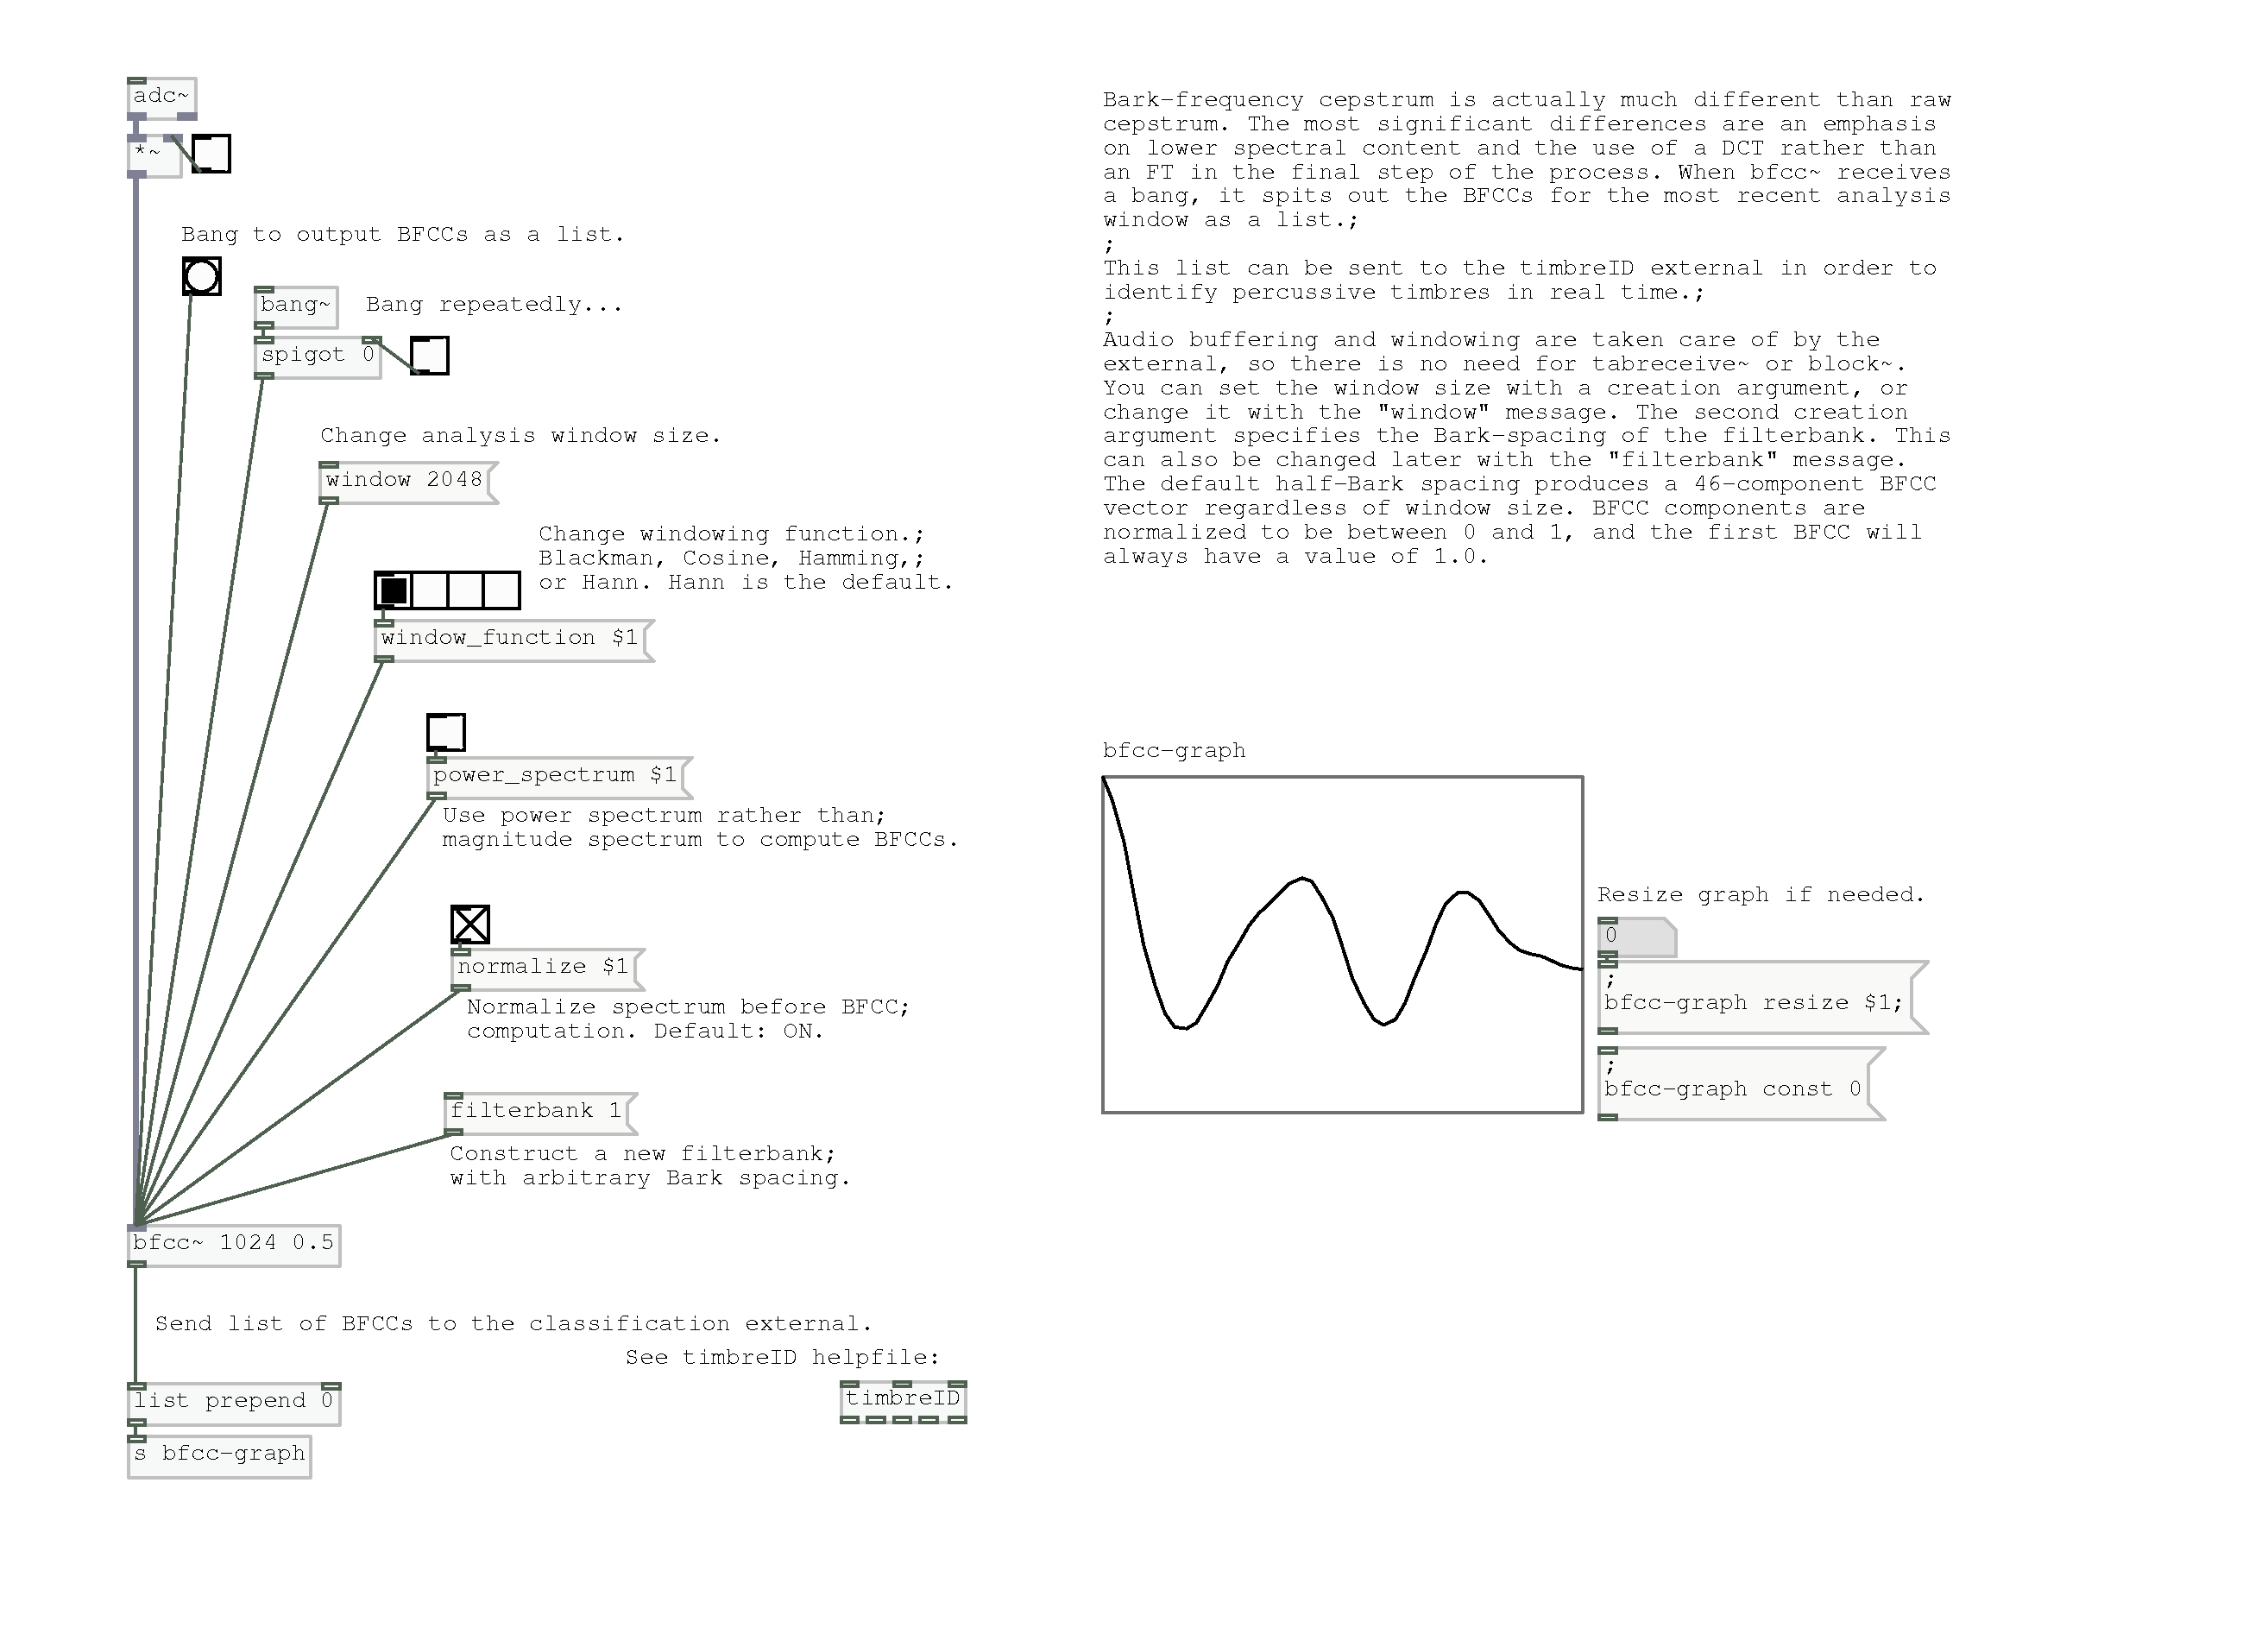 adc~
*~
Bang to output BFCCs as a list.
bang~
Bang repeatedly...
spigot 0
Change analysis window size.
window 2048
Change windowing function.;
Blackman, Cosine, Hamming,;
or Hann. Hann is the default.
window_function $1
power_spectrum $1
Use power spectrum rather than;
magnitude spectrum to compute BFCCs.
normalize $1
Normalize spectrum before BFCC;
computation. Default: ON.
filterbank 1
Construct a new filterbank;
with arbitrary Bark spacing.
bfcc~ 1024 0.5
Send list of BFCCs to the classification external.
See timbreID helpfile:
timbreID
list prepend 0
s bfcc-graph
Bark-frequency cepstrum is actually much different than raw
cepstrum. The most significant differences are an emphasis
on lower spectral content and the use of a DCT rather than
an FT in the final step of the process. When bfcc~ receives
a bang, it spits out the BFCCs for the most recent analysis
window as a list.;
;
This list can be sent to the timbreID external in order to
identify percussive timbres in real time.;
;
Audio buffering and windowing are taken care of by the
external, so there is no need for tabreceive~ or block~.
You can set the window size with a creation argument, or
change it with the "window" message. The second creation
argument specifies the Bark-spacing of the filterbank. This
can also be changed later with the "filterbank" message.
The default half-Bark spacing produces a 46-component BFCC
vector regardless of window size. BFCC components are
normalized to be between 0 and 1, and the first BFCC will
always have a value of 1.0.
bfcc-graph
Resize graph if needed.
0
;
bfcc-graph resize $1;
;
bfcc-graph const 0